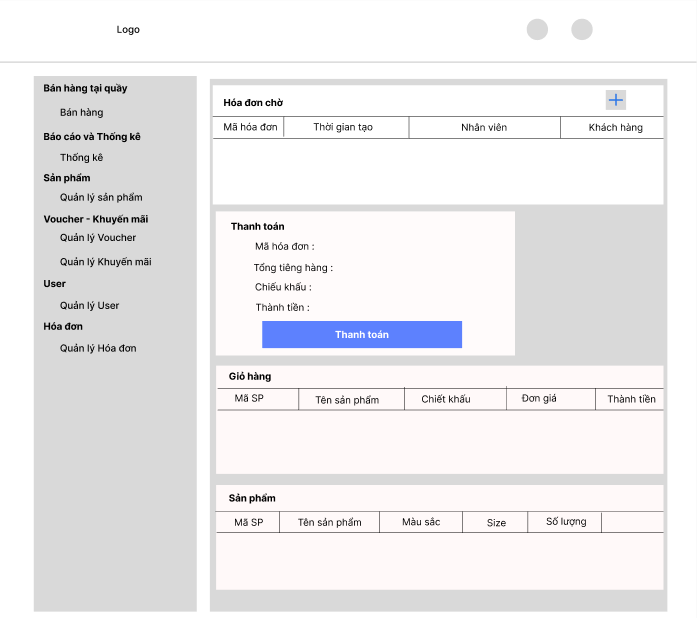 Logo
Bán hàng tại quầy
Bán hàng
Báo cáo và Thống kê
Thống kê
Sản phẩm
Quản lý sản phẩm
Voucher - Khuyến mãi
Quản lý Voucher
Quản lý Khuyến mãi
User
Quản lý User
Hóa đơn
Quản lý Hóa đơn
Hóa đơn chờ
Mã hóa đơn Thời gian tạo Nhân viên Khách hàng
Thanh toán
Mã hóa đơn :
Tổng tiêng hàng :
Chiếu khấu :
Thành tiền :
Thanh toán
Giỏ hàng
Mã SP Tên sản phẩm Chiết khấu Đơn giá Thành tiền
Sản phẩm
Mã SP Tên sản phẩm Màu sắc Size Số lượng